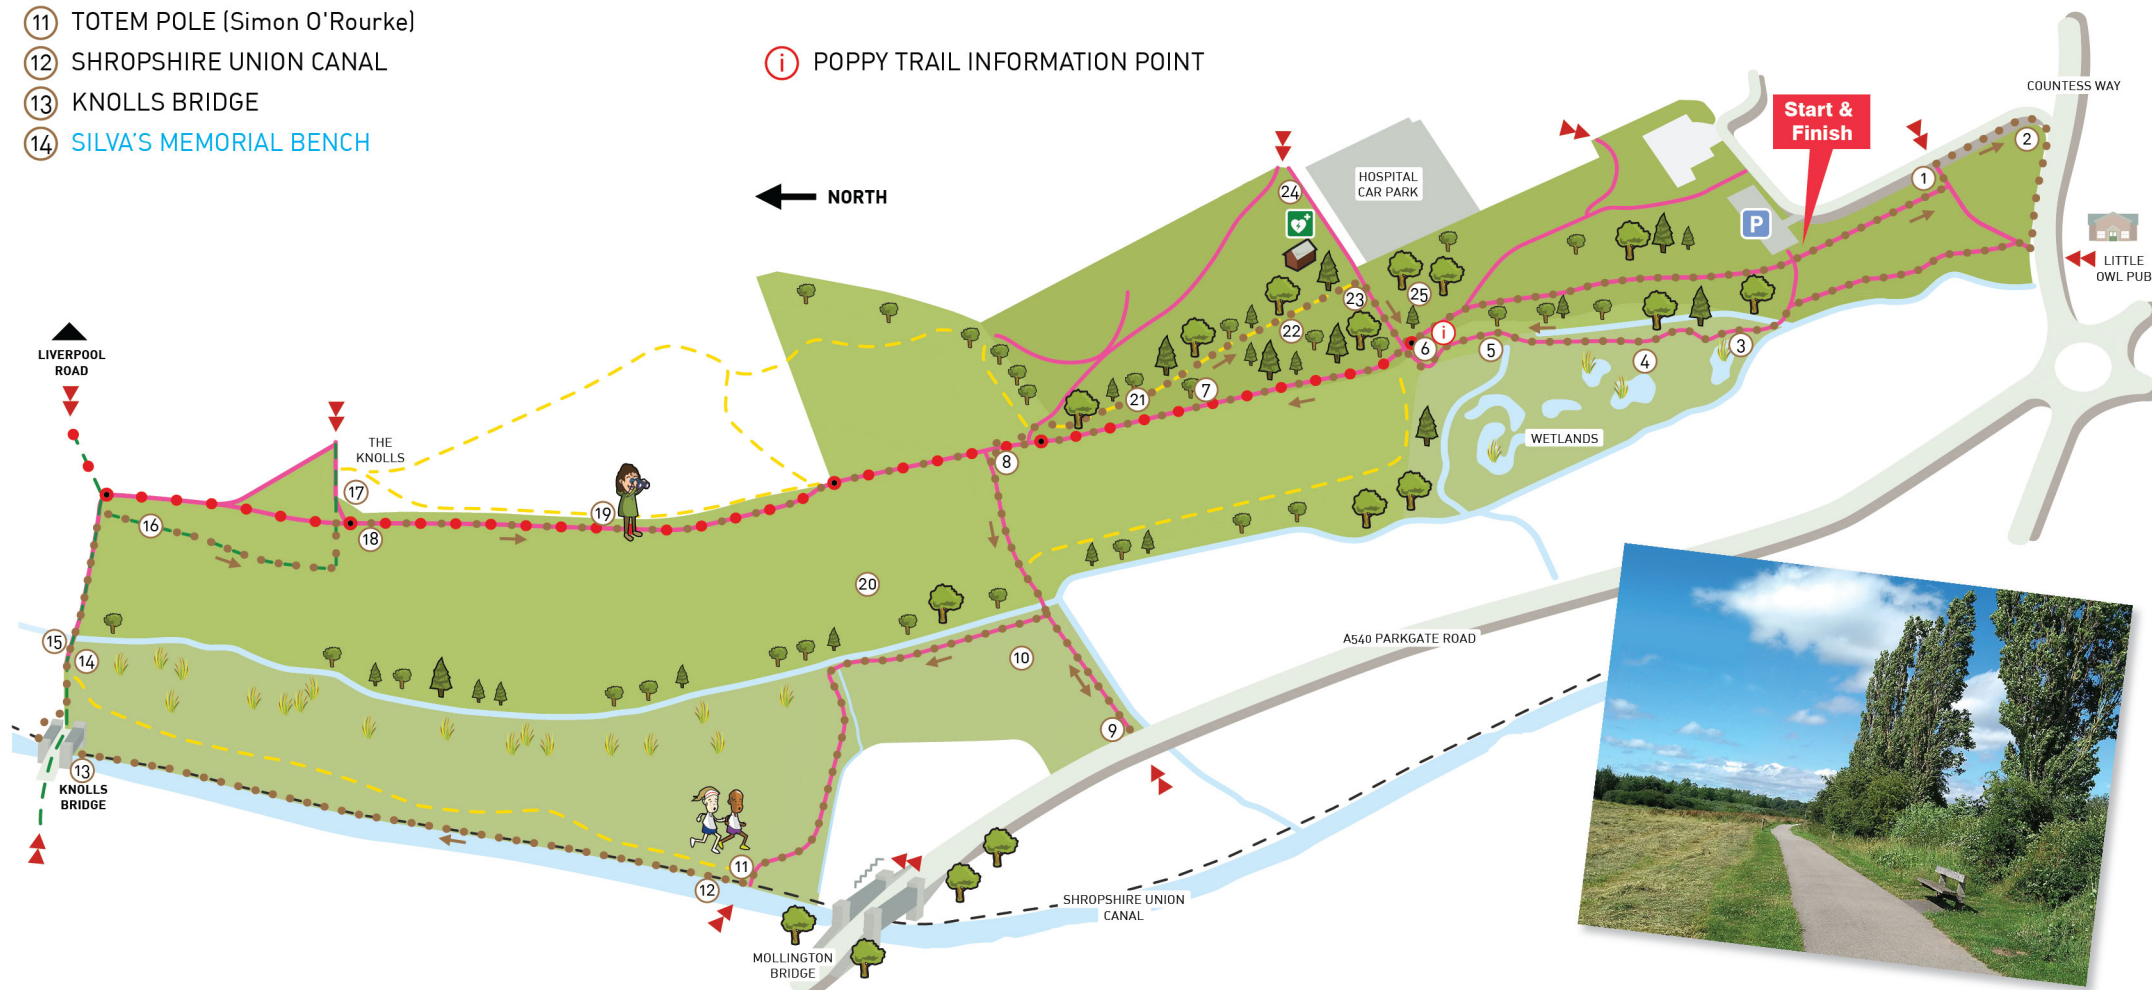 11 TOTEM POLE (Simon O'Rourke)
12 SHROPSHIRE UNION CANAL
13 KNOLLS BRIDGE
14 SILVA'S MEMORIAL BENCH
i POPPY TRAIL INFORMATION POINT
NORTH
COUNTESS WAY
Start &
Finish
HOSPITAL
CAR PARK
P
LITTLE
OWL PUB
LIVERPOOL
ROAD
THE
KNOLLS
WETLANDS
A540 PARKGATE ROAD
KNOLLS
BRIDGE
SHROPSHIRE UNION
CANAL
MOLLINGTON
BRIDGE
1
2
3
4
5
6
i
7
8
9
10
11
12
13
14
15
16
17
18
19
20
21
22
23
24
25